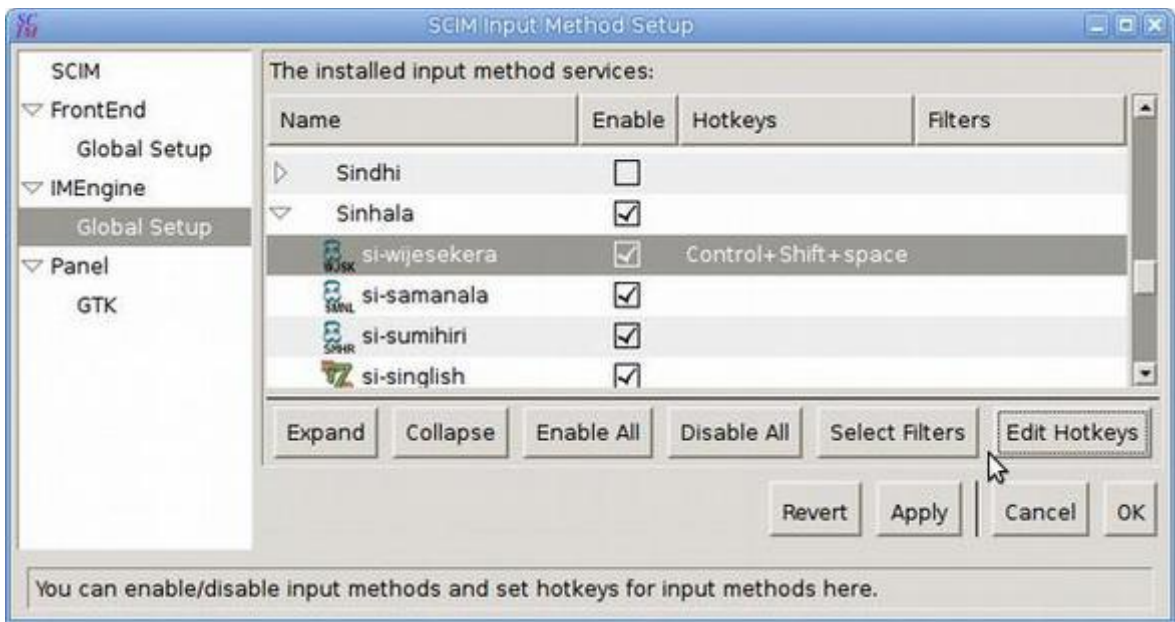 SCIM Input Method Setup
SCIM
FrontEnd
Global Setup
IMEngine
Global Setup
Panel
GTK
The installed input method services:
Name Enable Hotkeys Filters
Sindhi
Sinhala
WJSK si-wijesekera Control+Shift+space
SMNL si-samanala
SMHR si-sumihiri
si-singlish
Expand Collapse Enable All Disable All Select Filters Edit Hotkeys
Revert Apply Cancel OK
You can enable/disable input methods and set hotkeys for input methods here.